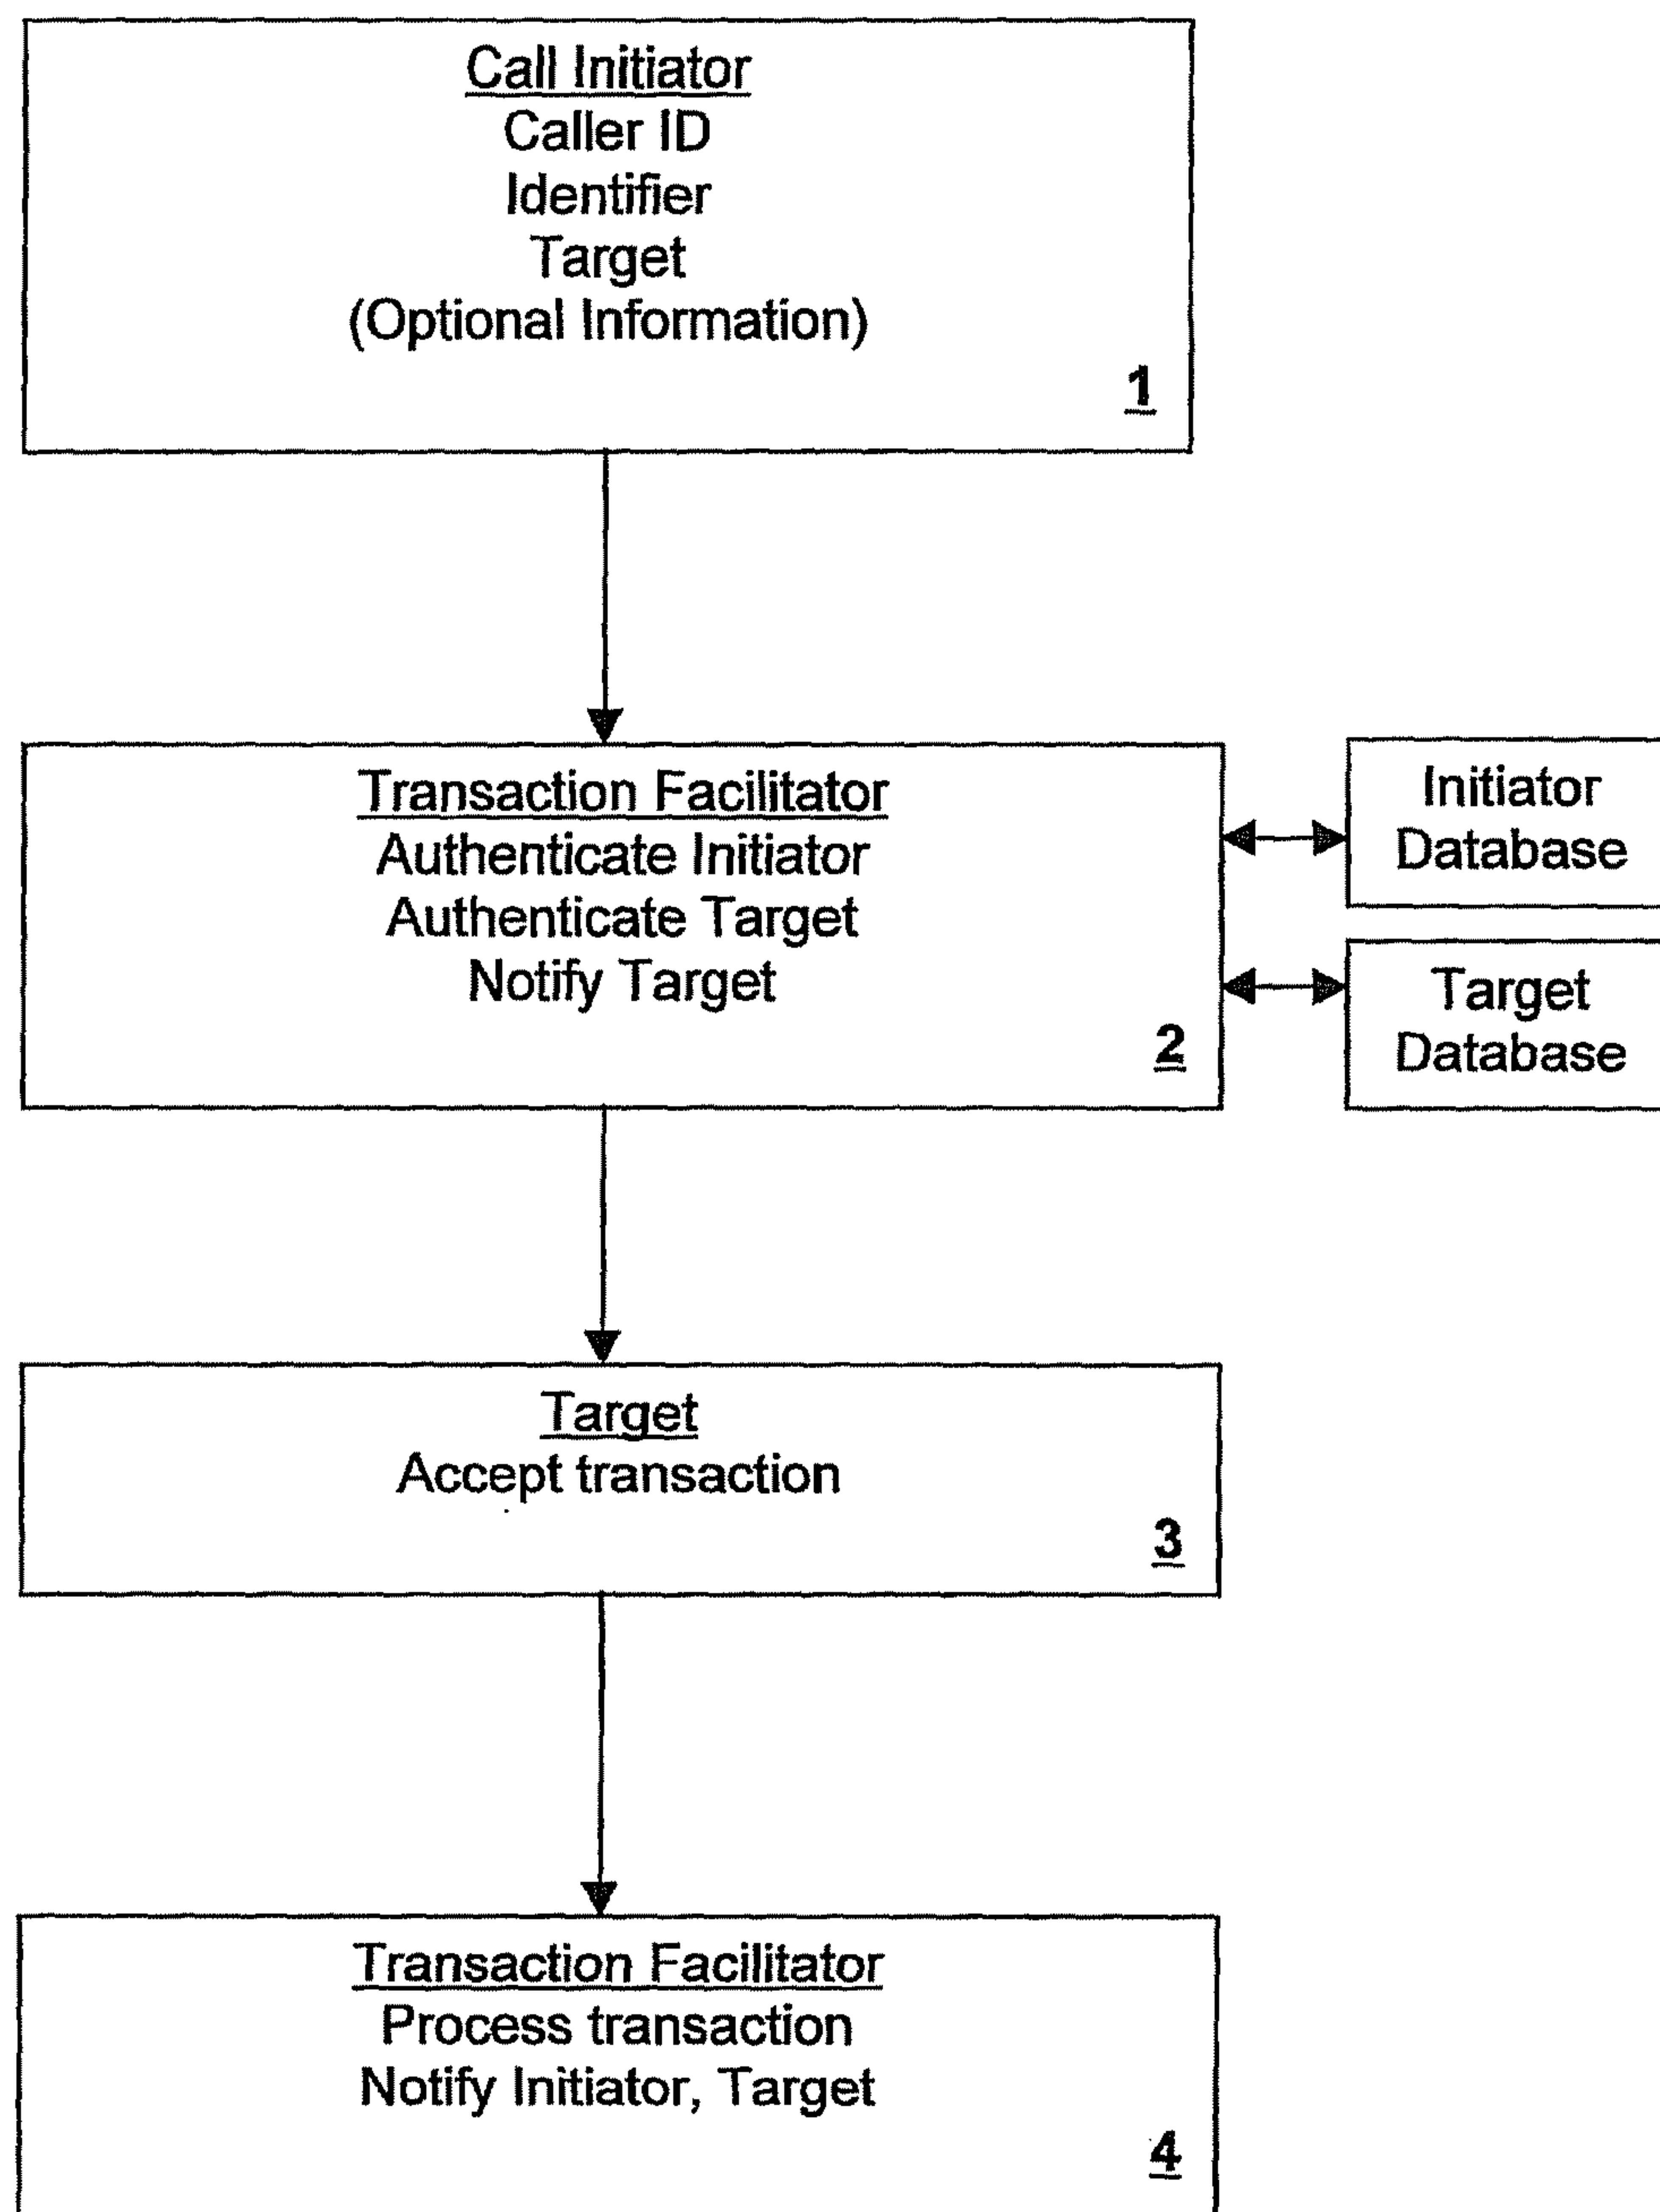 Call Initiator
Caller ID
Identifier
Target
(Optional Information)
1
Transaction Facilitator
Authenticate Initiator
Authenticate Target
Notify Target
2
Initiator
Database
Target
Database
Target
Accept transaction
3
Transaction Facilitator
Process transaction
Notify Initiator, Target
4